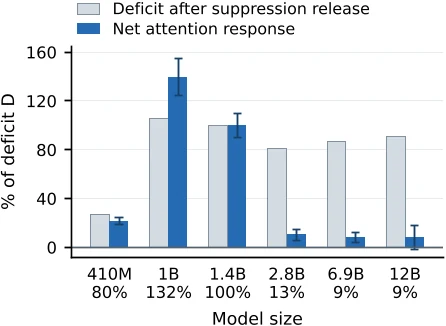 Deficit after suppression release
Net attention response
% of deficit D
160
120
80
40
0
410M 1B 1.4B 2.8B 6.9B 12B
80% 132% 100% 13% 9% 9%
Model size